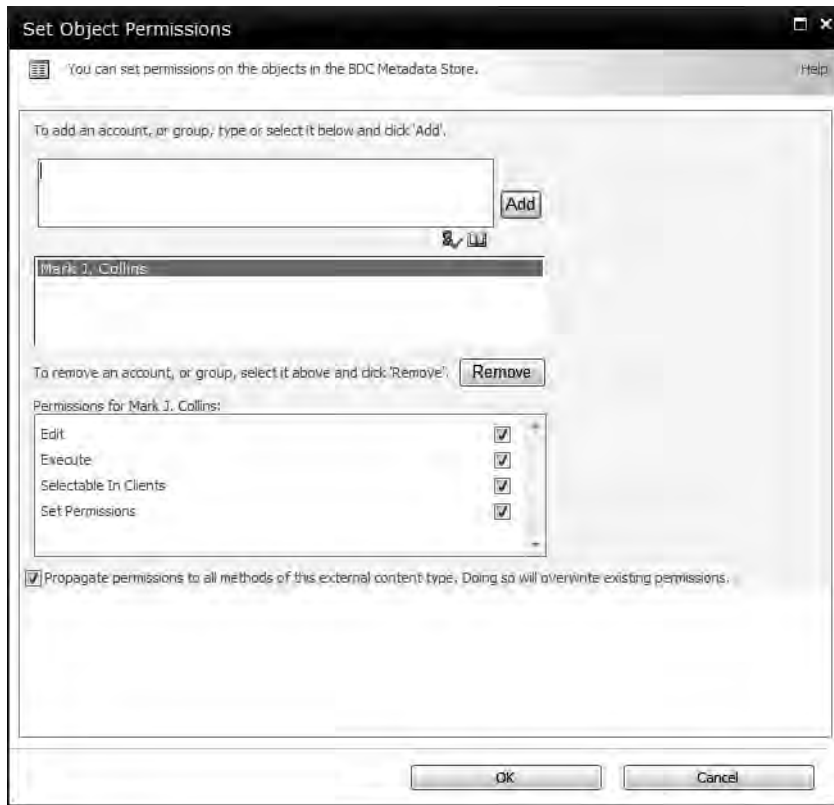 Set Object Permissions
You can set permissions on the objects in the BDC Metadata Store.
Help
To add an account, or group, type or select it below and click 'Add'.
Add
Mark J. Collins
To remove an account, or group, select it above and click 'Remove'.
Remove
Permissions for Mark J. Collins:
Edit
Execute
Selectable In Clients
Set Permissions
Propagate permissions to all methods of this external content type. Doing so will overwrite existing permissions.
OK
Cancel